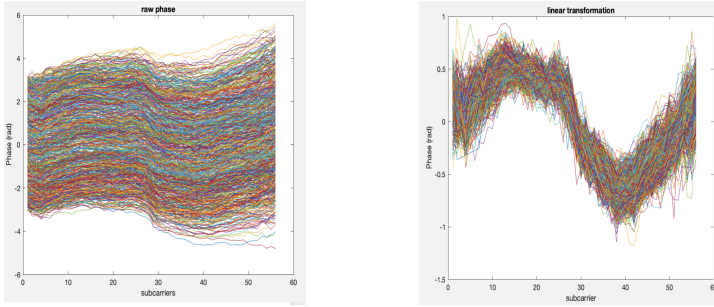 raw phase
6
4
2
0
-2
-4
-6
Phase (rad)
0 10 20 30 40 50 60
subcarriers
linear transformation
1
0.5
0
-0.5
-1
-1.5
Phase (rad)
0 10 20 30 40 50 60
subcarrier